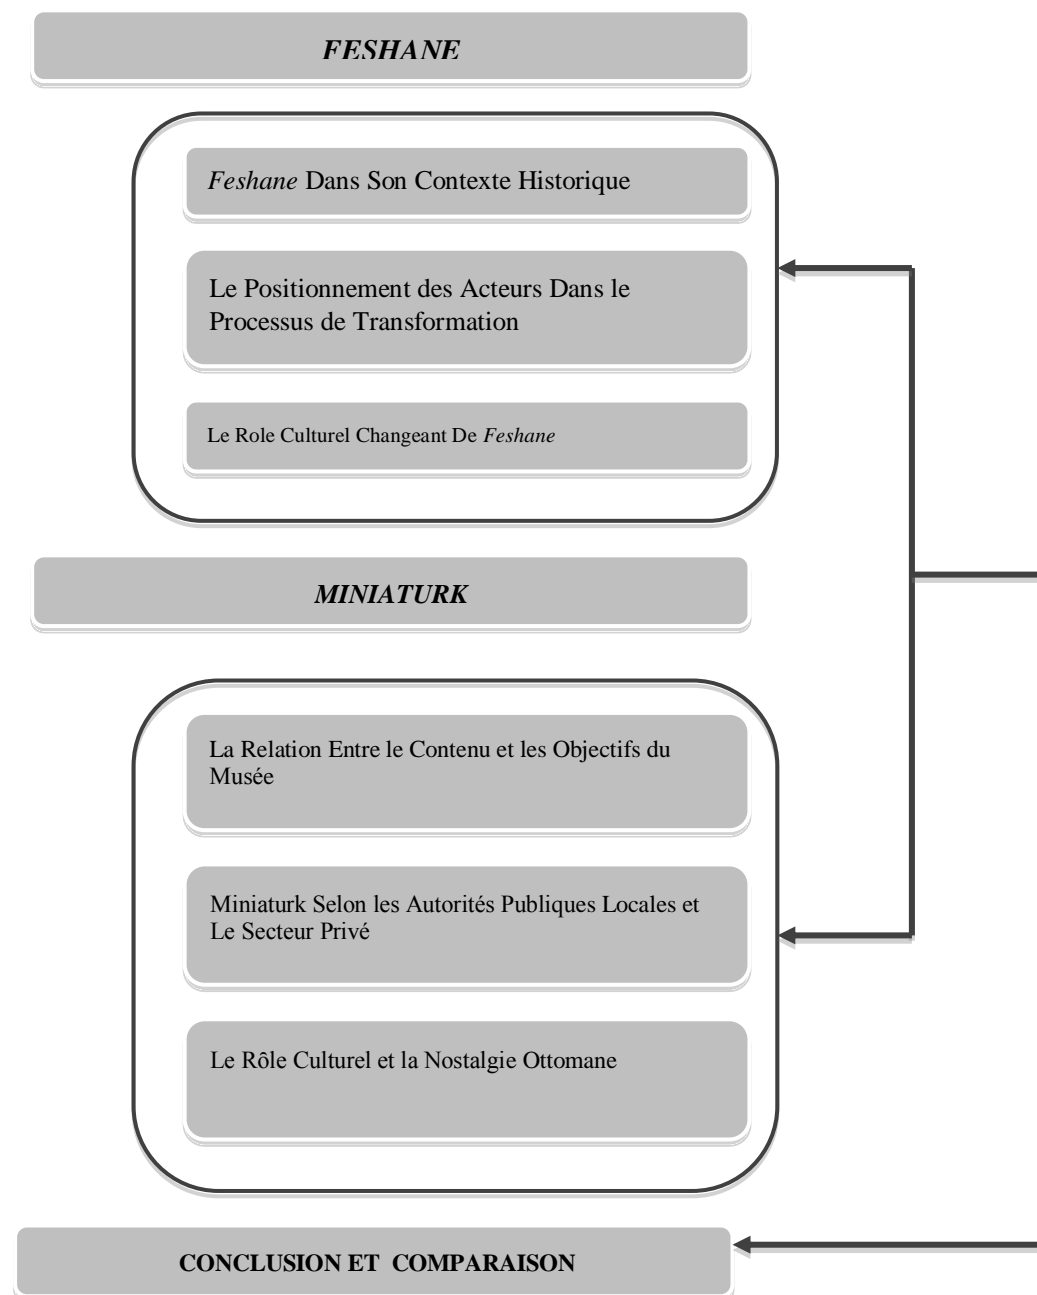 FESHANE
Feshane Dans Son Contexte Historique
Le Positionnement des Acteurs Dans le
Processus de Transformation
Le Role Culturel Changeant De Feshane
MINIATURK
La Relation Entre le Contenu et les Objectifs du
Musée
Miniaturk Selon les Autorités Publiques Locales et
Le Secteur Privé
Le Rôle Culturel et la Nostalgie Ottomane
CONCLUSION ET  COMPARAISON